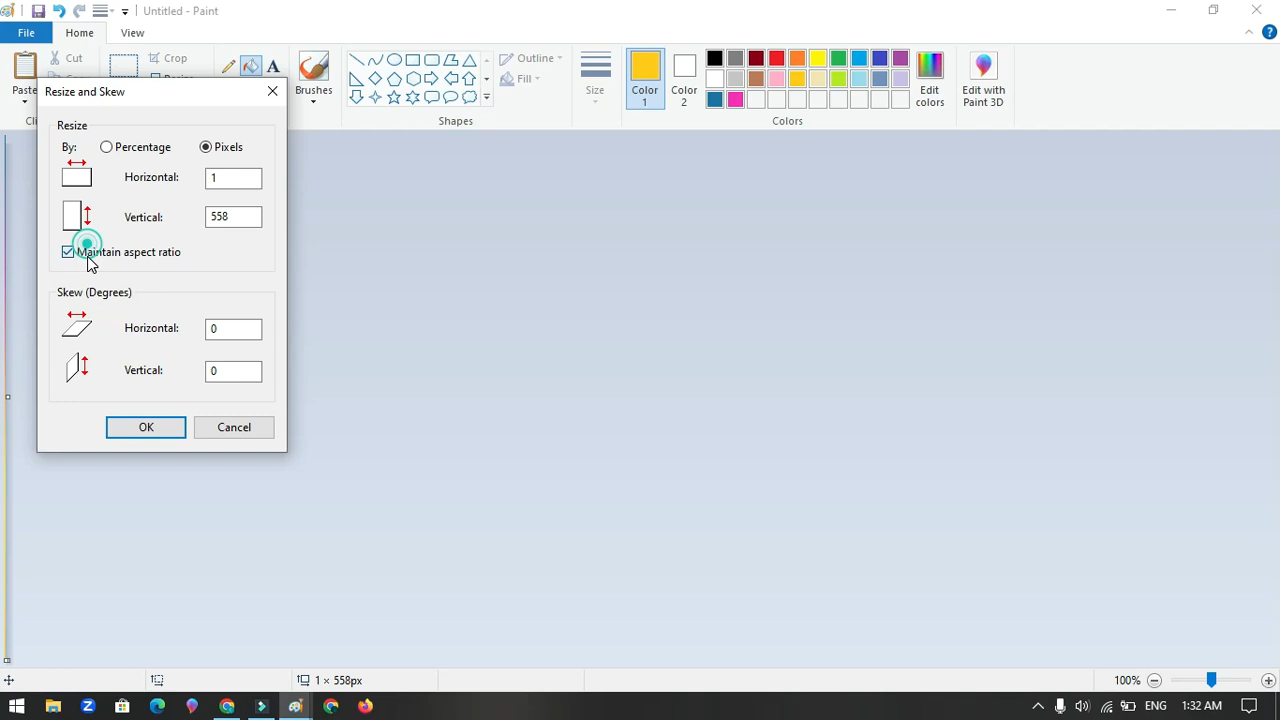 Untitled - Paint
File
Home
View
Paste
Cut
Crop
Brushes
Outline
Fill
Size
Color 1
Color 2
Edit colors
Edit with Paint 3D
Shapes
Colors
Resize and Skew
Resize
By:
Percentage
Pixels
Horizontal:
1
Vertical:
558
Maintain aspect ratio
Skew (Degrees)
Horizontal:
0
Vertical:
0
OK
Cancel
1 × 558px
100%
ENG
1:32 AM